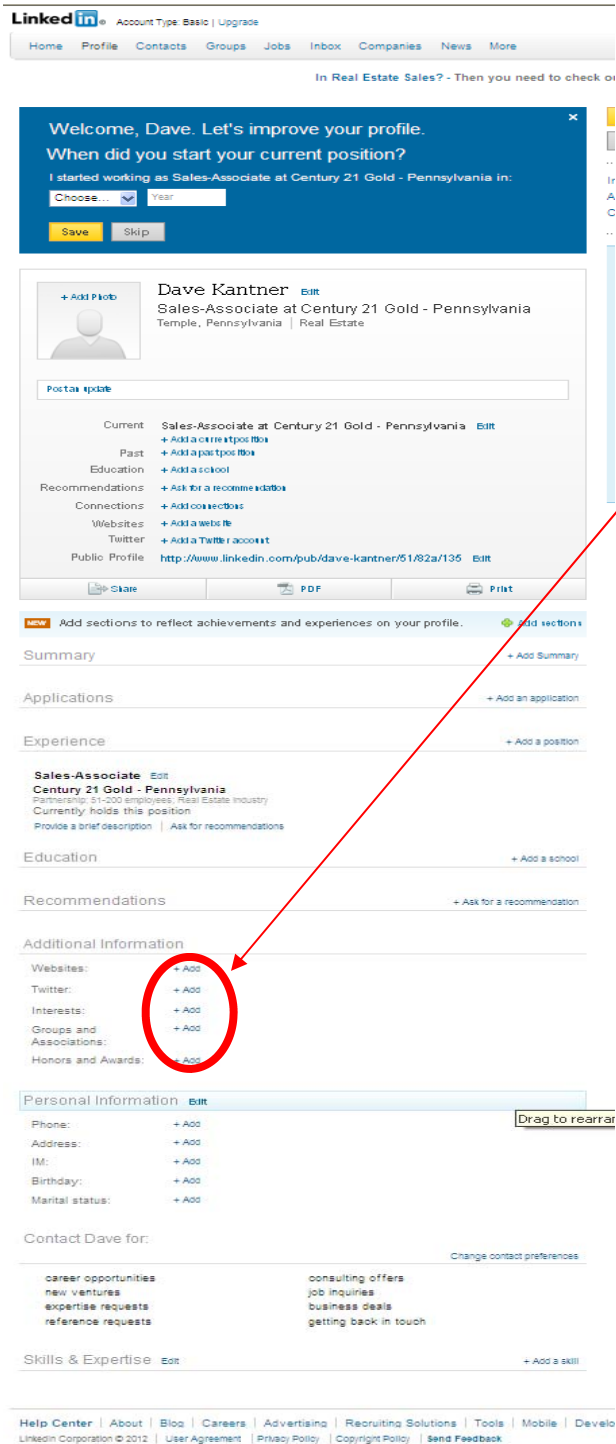 Linked in® Account Type: Basic | Upgrade
Home Profile Contacts Groups Jobs Inbox Companies News More
In Real Estate Sales? - Then you need to check
Welcome, Dave. Let's improve your profile. ×
When did you start your current position?
I started working as Sales-Associate at Century 21 Gold - Pennsylvania in:
Choose... Year
Save Skip
+ Add Photo
Dave Kantner Edit
Sales-Associate at Century 21 Gold - Pennsylvania
Temple, Pennsylvania | Real Estate
Post an update
Current Sales-Associate at Century 21 Gold - Pennsylvania Edit
+ Add a current position
Past + Add a past position
Education + Add a school
Recommendations + Ask for a recommendation
Connections + Add connections
Websites + Add a website
Twitter + Add a Twitter account
Public Profile http://www.linkedin.com/pub/dave-kantner/51/82a/135 Edit
Share PDF Print
NEW Add sections to reflect achievements and experiences on your profile. Add sections
Summary + Add Summary
Applications + Add an application
Experience + Add a position
Sales-Associate Edit
Century 21 Gold - Pennsylvania
Partnership; 51-200 employees; Real Estate industry
Currently holds this position
Provide a brief description | Ask for recommendations
Education + Add a school
Recommendations + Ask for a recommendation
Additional Information
Websites: + Add
Twitter: + Add
Interests: + Add
Groups and + Add
Associations:
Honors and Awards: + Add
Personal Information Edit
Drag to rearran
Phone: + Add
Address: + Add
IM: + Add
Birthday: + Add
Marital status: + Add
Contact Dave for:
Change contact preferences
career opportunities consulting offers
new ventures job inquiries
expertise requests business deals
reference requests getting back in touch
Skills & Expertise Edit + Add a skill
Help Center | About | Blog | Careers | Advertising | Recruiting Solutions | Tools | Mobile | Develo
LinkedIn Corporation © 2012 | User Agreement | Privacy Policy | Copyright Policy | Send Feedback